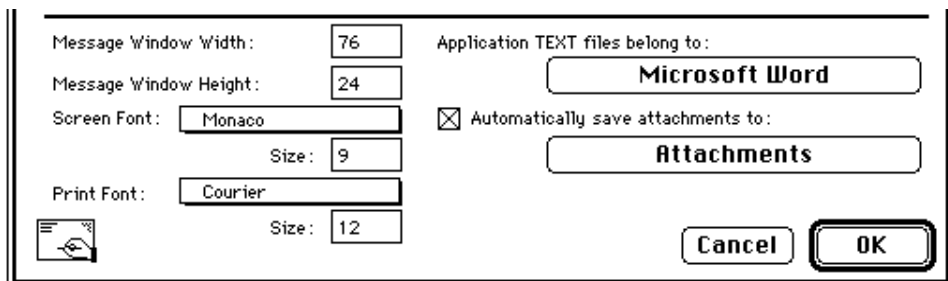 Message Window Width: 76
Message Window Height: 24
Screen Font: Monaco
Size: 9
Print Font: Courier
Size: 12
Application TEXT files belong to:
Microsoft Word
Automatically save attachments to:
Attachments
Cancel
OK